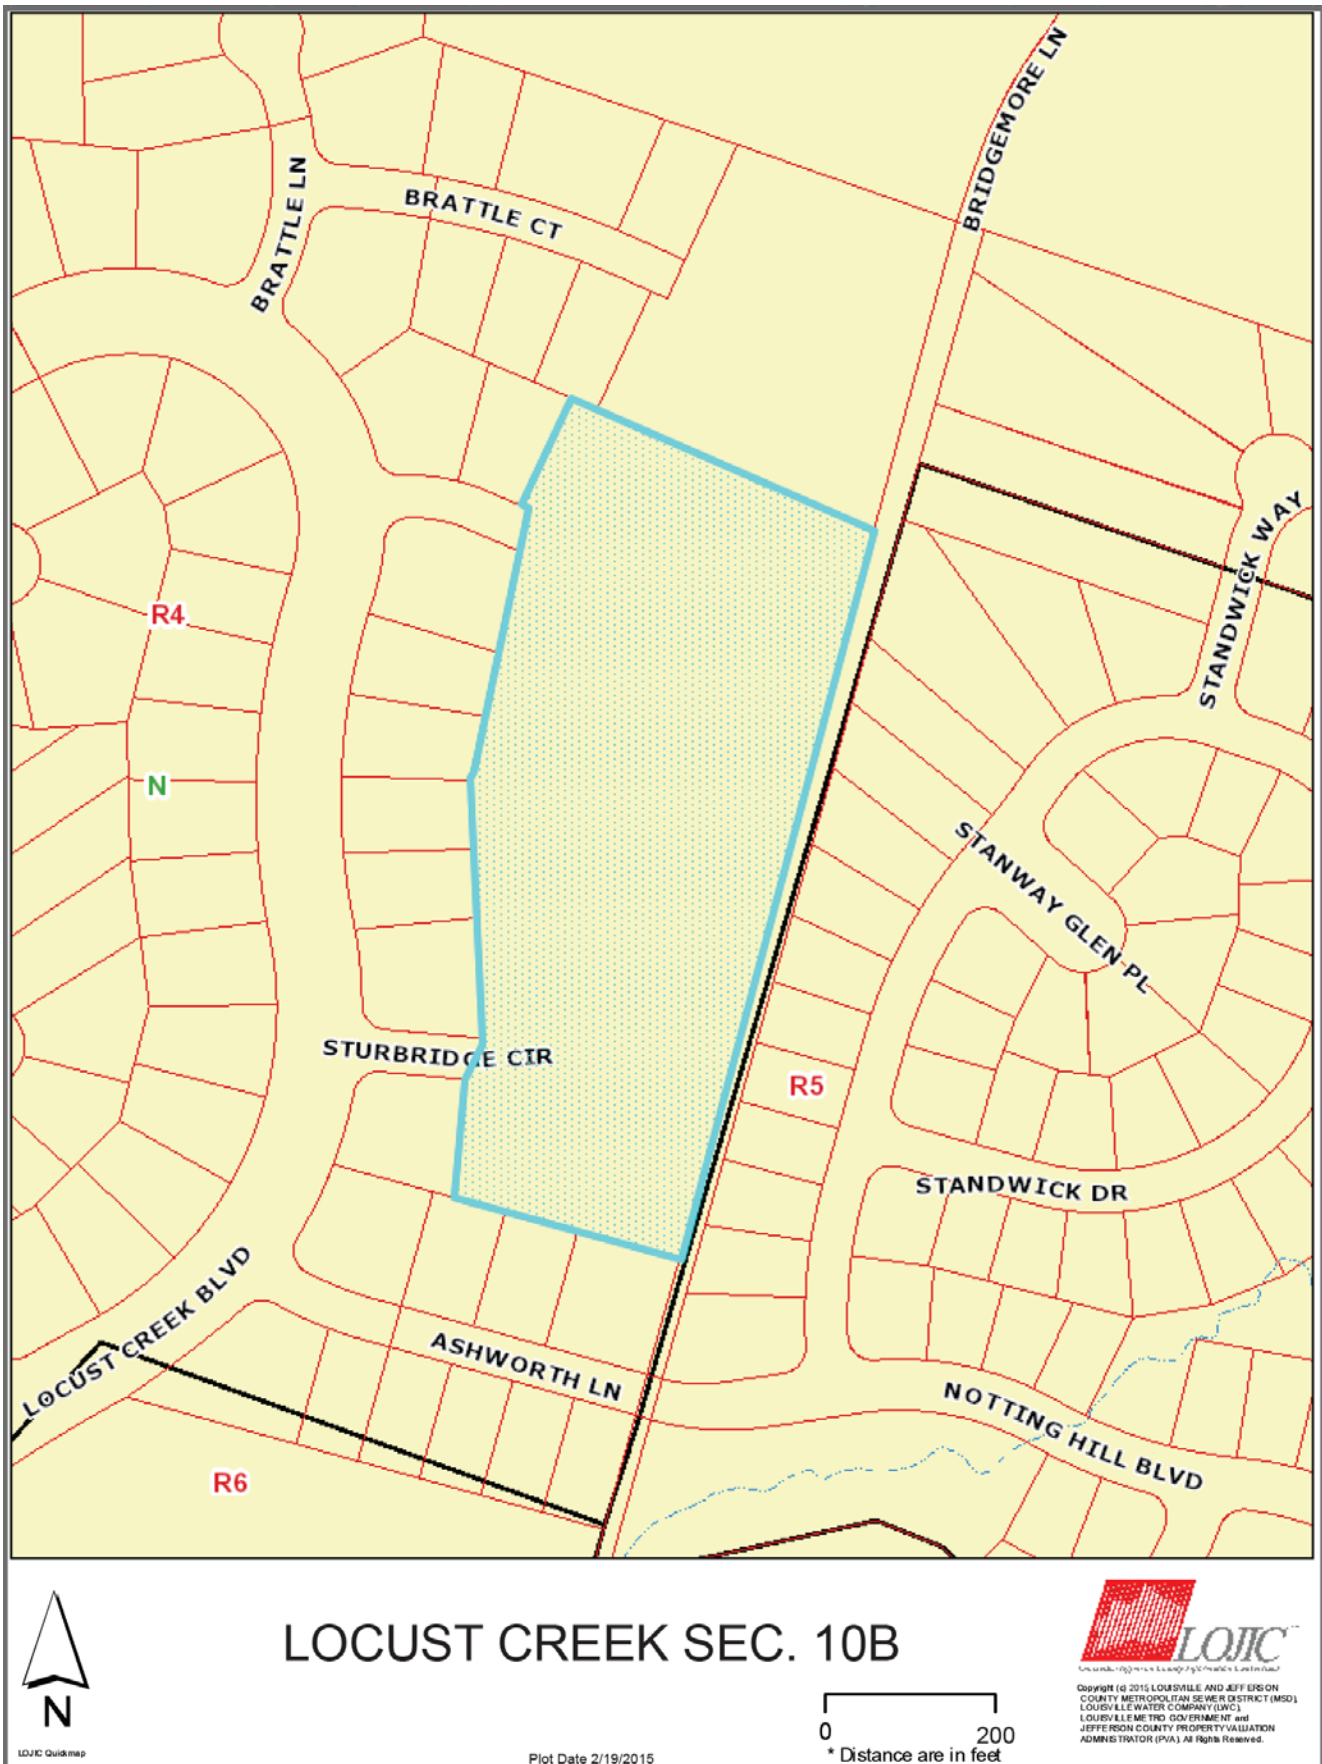 BRIDGEMORE LN
BRATTLE LN
BRATTLE CT
STANDWICK WAY
R4
N
STANWAY GLEN PL
STURBRIDGE CIR
R5
STANDWICK DR
LOCUST CREEK BLVD
ASHWORTH LN
NOTTING HILL BLVD
R6
N
LOJIC Quickmap
LOCUST CREEK SEC. 10B
Plot Date 2/19/2015
0 200
* Distance are in feet
LOJIC
Copyright (c) 2015 LOUISVILLE AND JEFFERSON
COUNTY METROPOLITAN SEWER DISTRICT (MSD),
LOUISVILLE WATER COMPANY (LWC),
LOUISVILLE METRO GOVERNMENT and
JEFFERSON COUNTY PROPERTY VALUATION
ADMINISTRATOR (PVA). All Rights Reserved.